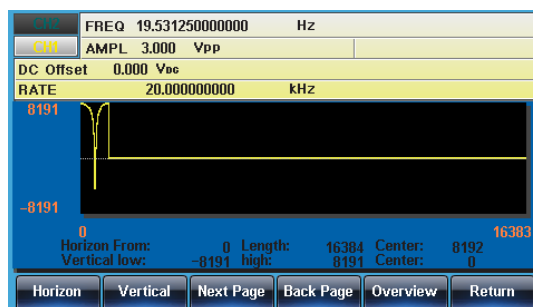 CH2 FREQ 19.531250000000 Hz
CH1 AMPL 3.000 Vpp
DC Offset 0.000 VDC
RATE 20.000000000 kHz
8191
-8191
0 16383
Horizon From: 0 Length: 16384 Center: 8192
Vertical low: -8191 high: 8191 Center: 0
Horizon Vertical Next Page Back Page Overview Return